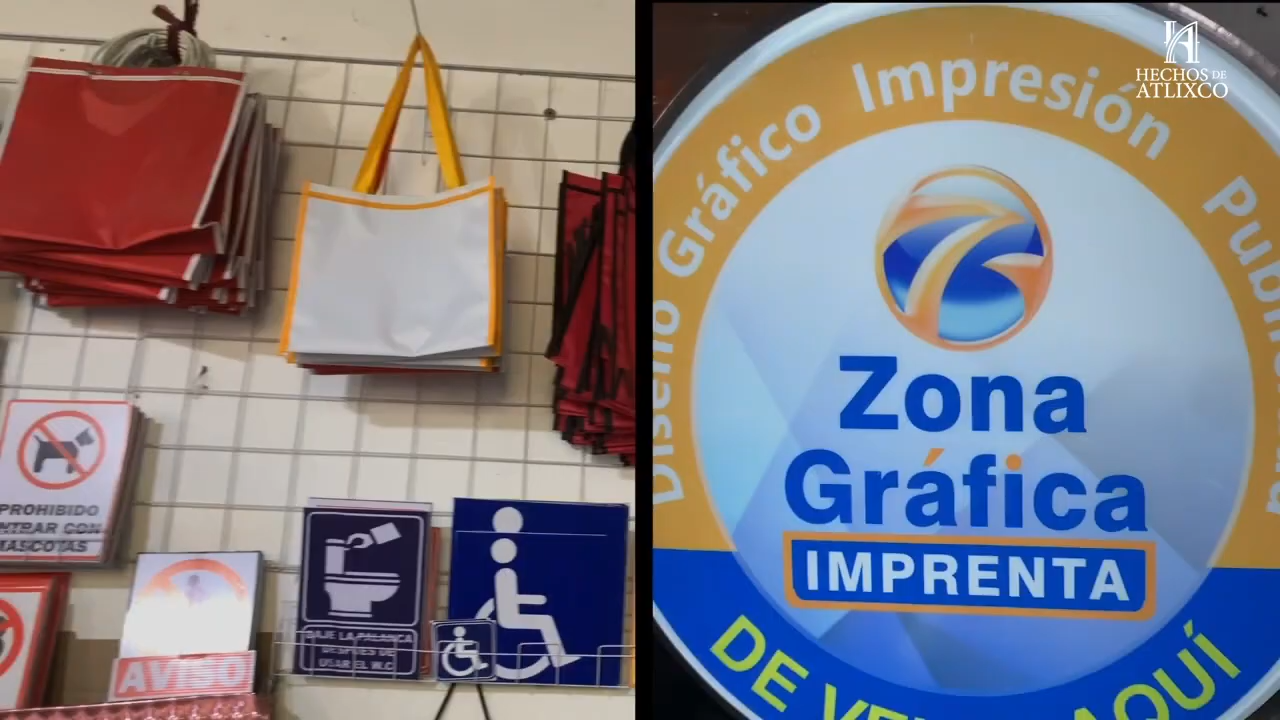 PROHIBIDO
ENTRAR CON
MASCOTAS
AVISO
BAJE LA PALANCA
DESPUES DE
USAR EL W.C.
HECHOS DE
ATLIXCO
Diseño Gráfico Impresión
Zona
Gráfica
IMPRENTA
DE
AQUÍ